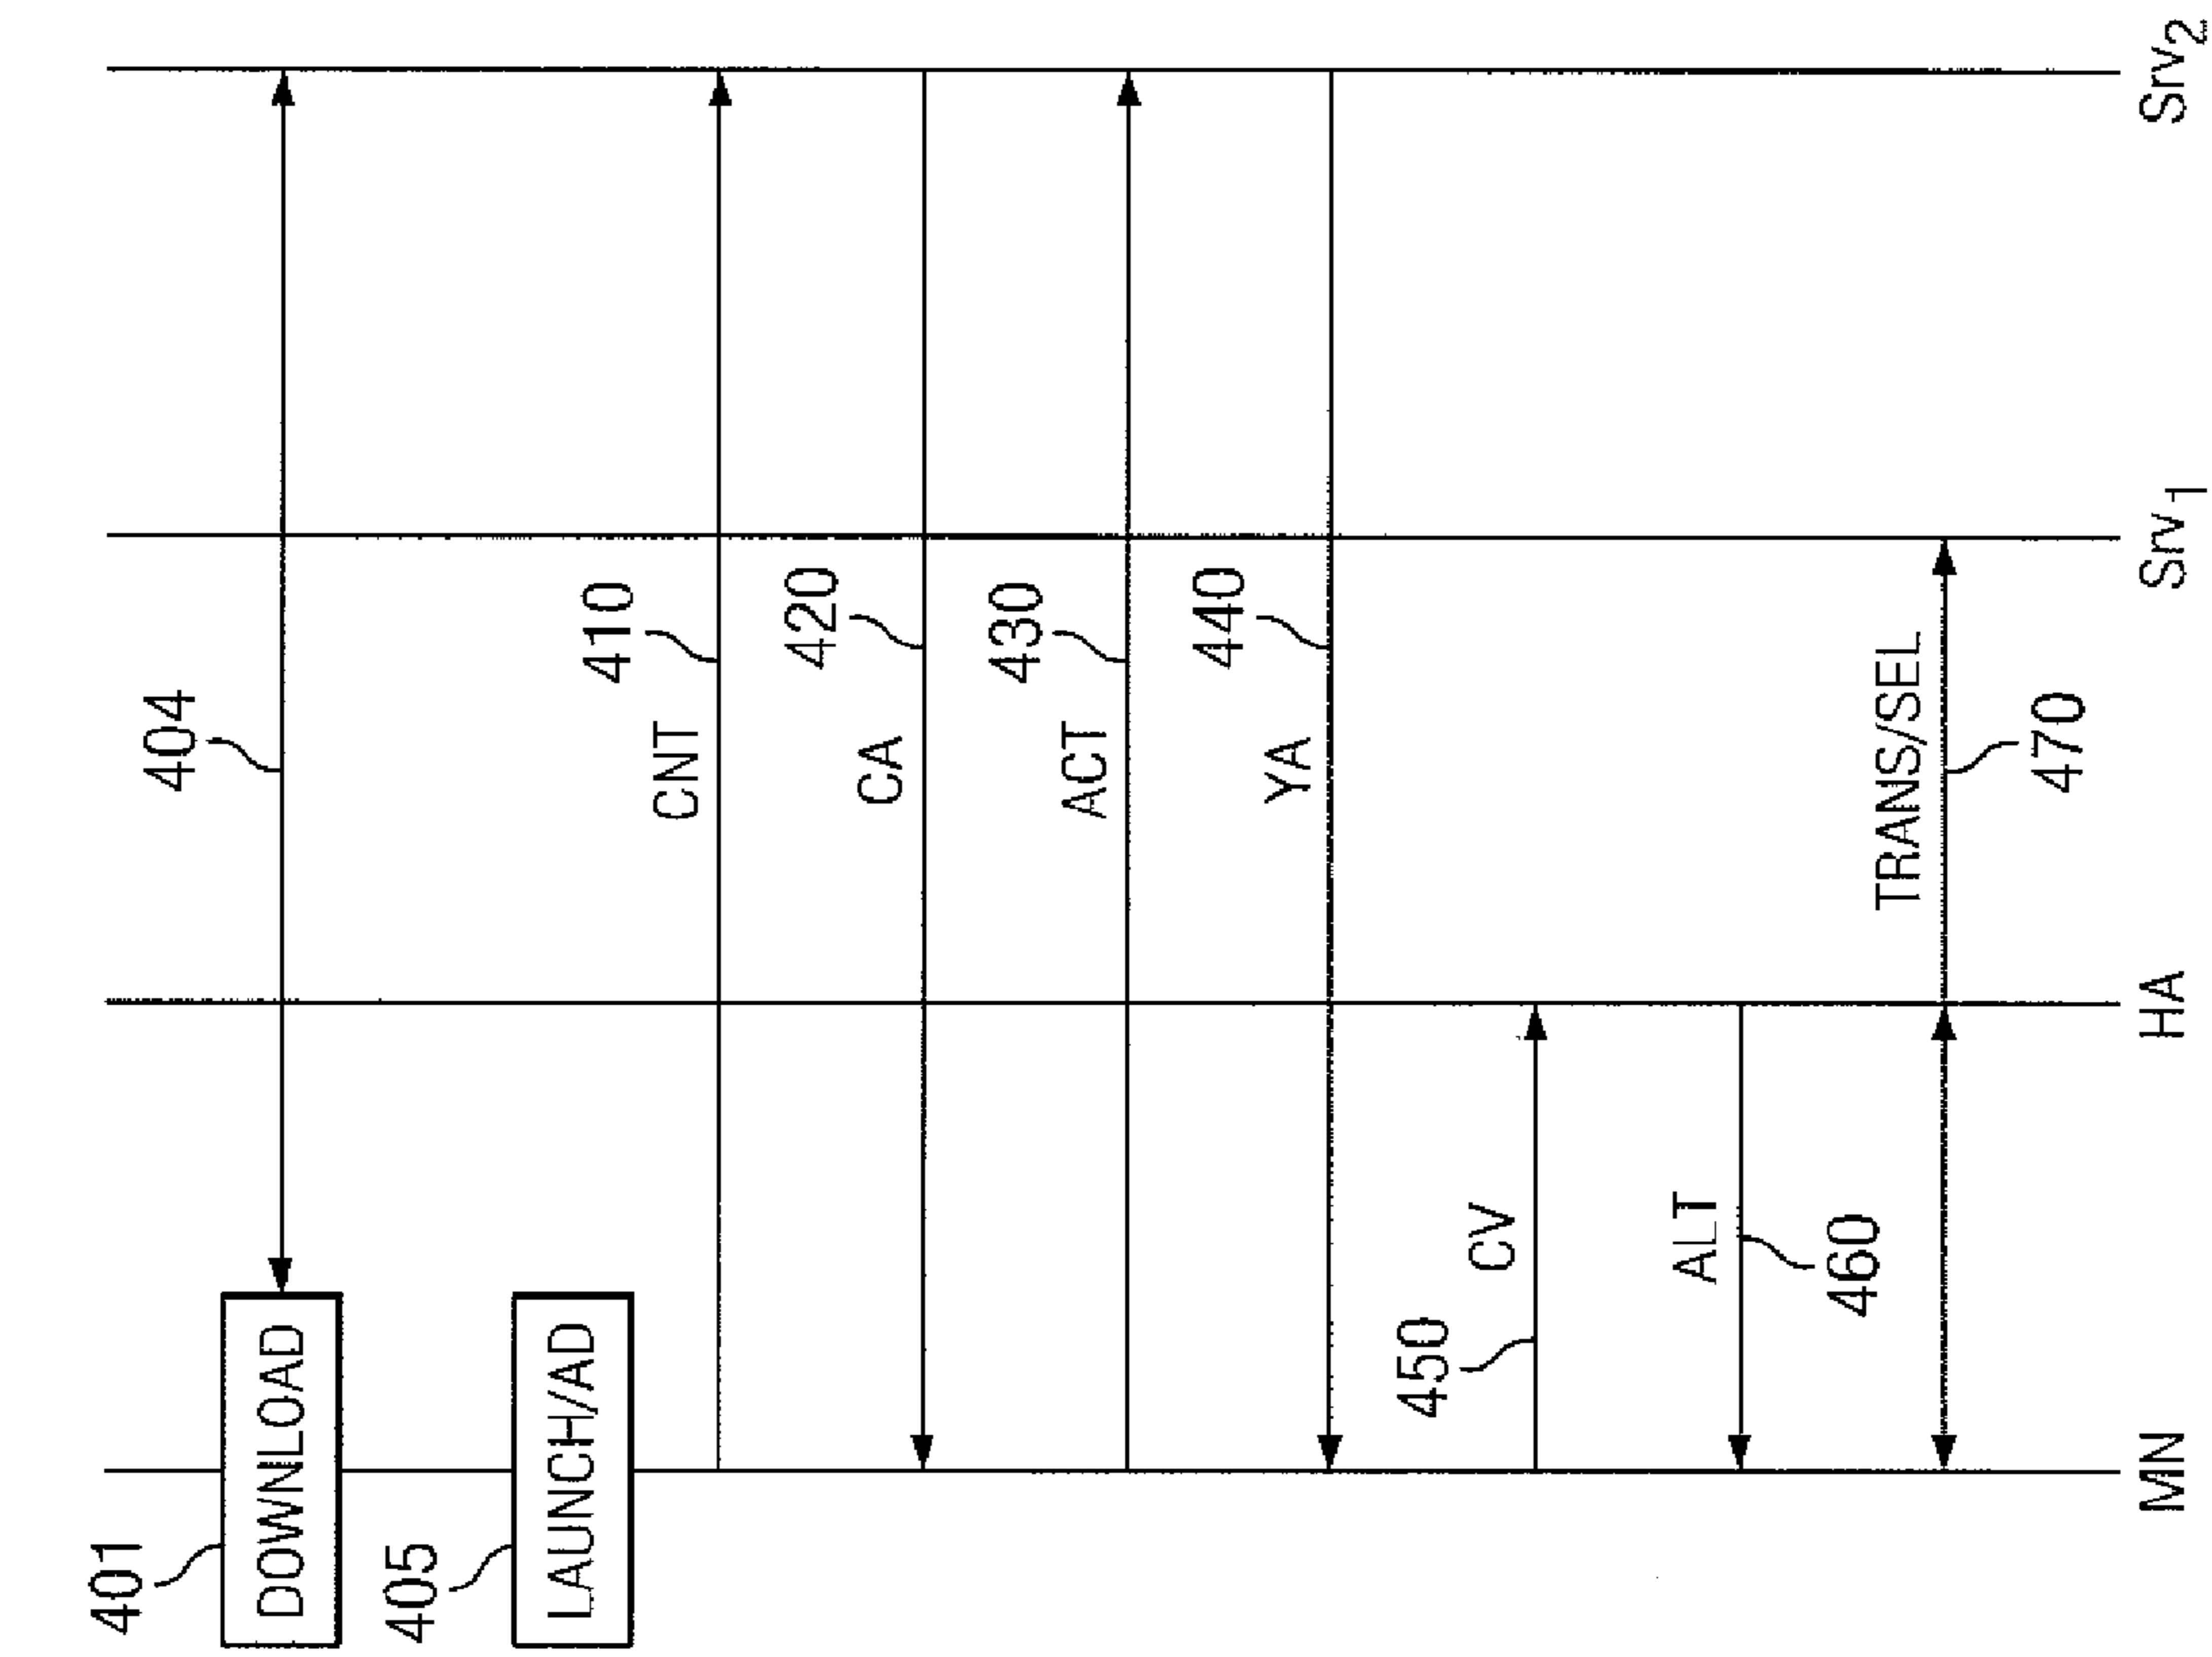 401
DOWNLOAD
404
405
LAUNCH/AD
410
CNT
420
CA
430
ACT
440
YA
450
CV
ALT
460
TRANS/SEL
470
MN
HA
Srv1
Srv2